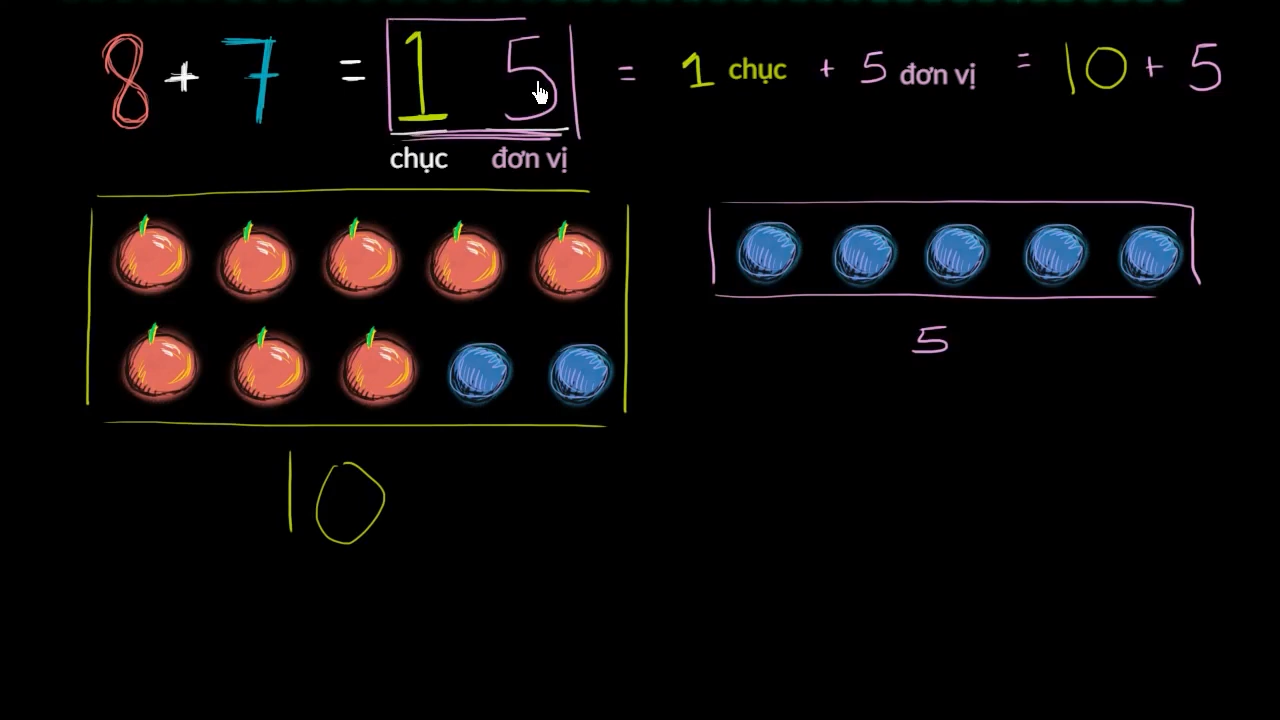 8 + 7 = 1 5 = 1 chục + 5 đơn vị = 10 + 5
chục đơn vị
5
10